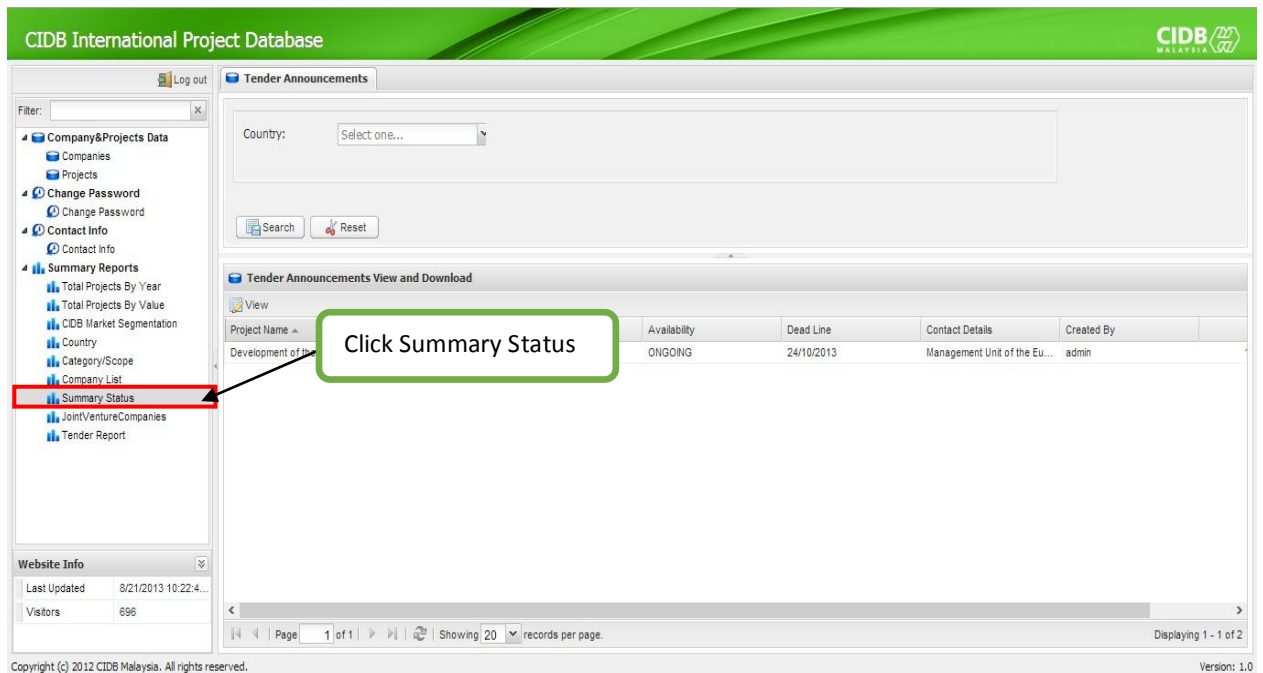 CIDB International Project Database
CIDB
MALAYSIA
Log out
Tender Announcements
Filter:
Company&Projects Data
Companies
Projects
Change Password
Change Password
Contact Info
Contact Info
Summary Reports
Total Projects By Year
Total Projects By Value
CIDB Market Segmentation
Country
Category/Scope
Company List
Summary Status
JointVentureCompanies
Tender Report
Country: Select one...
Search Reset
Tender Announcements View and Download
View
Project Name Availability Dead Line Contact Details Created By
Development of the ONGOING 24/10/2013 Management Unit of the Eu... admin
Click Summary Status
Website Info
Last Updated 8/21/2013 10:22:4...
Visitors 696
Page 1 of 1 Showing 20 records per page.
Displaying 1 - 1 of 2
Copyright (c) 2012 CIDB Malaysia. All rights reserved.
Version: 1.0